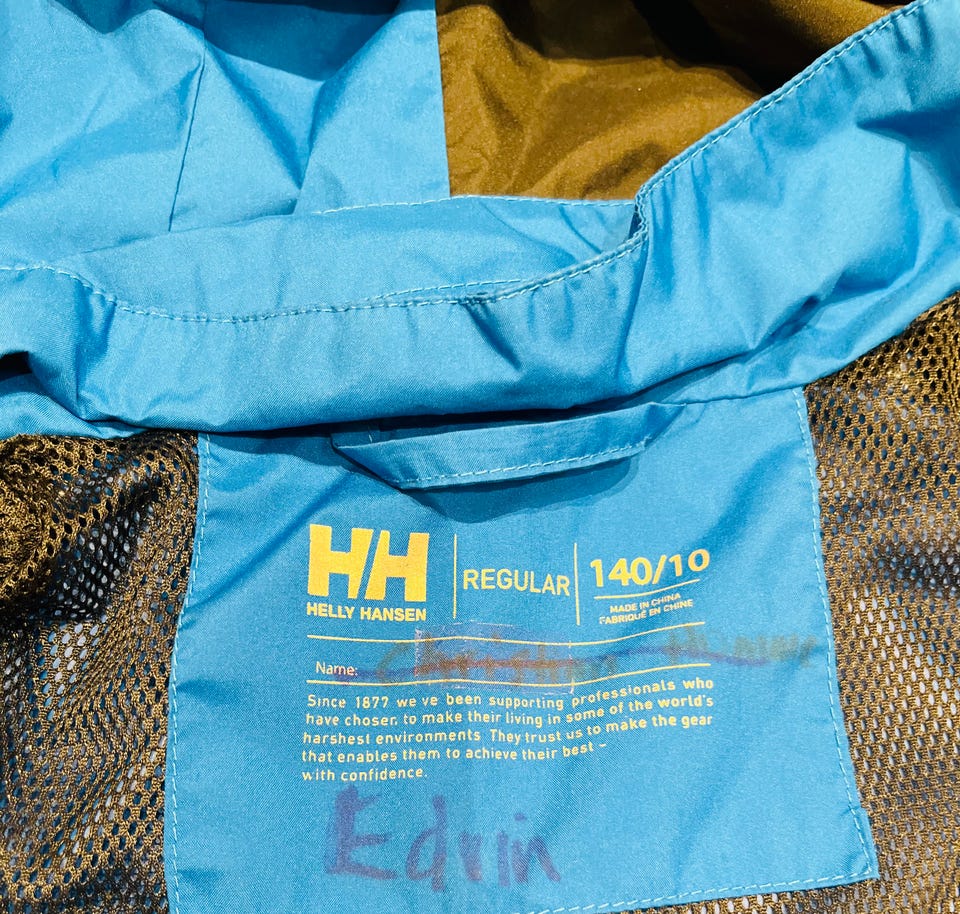 HH
HELLY HANSEN
REGULAR
140/10
MADE IN CHINA
FABRIQUÉ EN CHINE
Name:
Since 1877 we ve been supporting professionals who
have chosen to make their living in some of the world's
harshest environments. They trust us to make the gear
that enables them to achieve their best –
with confidence.
Edvin